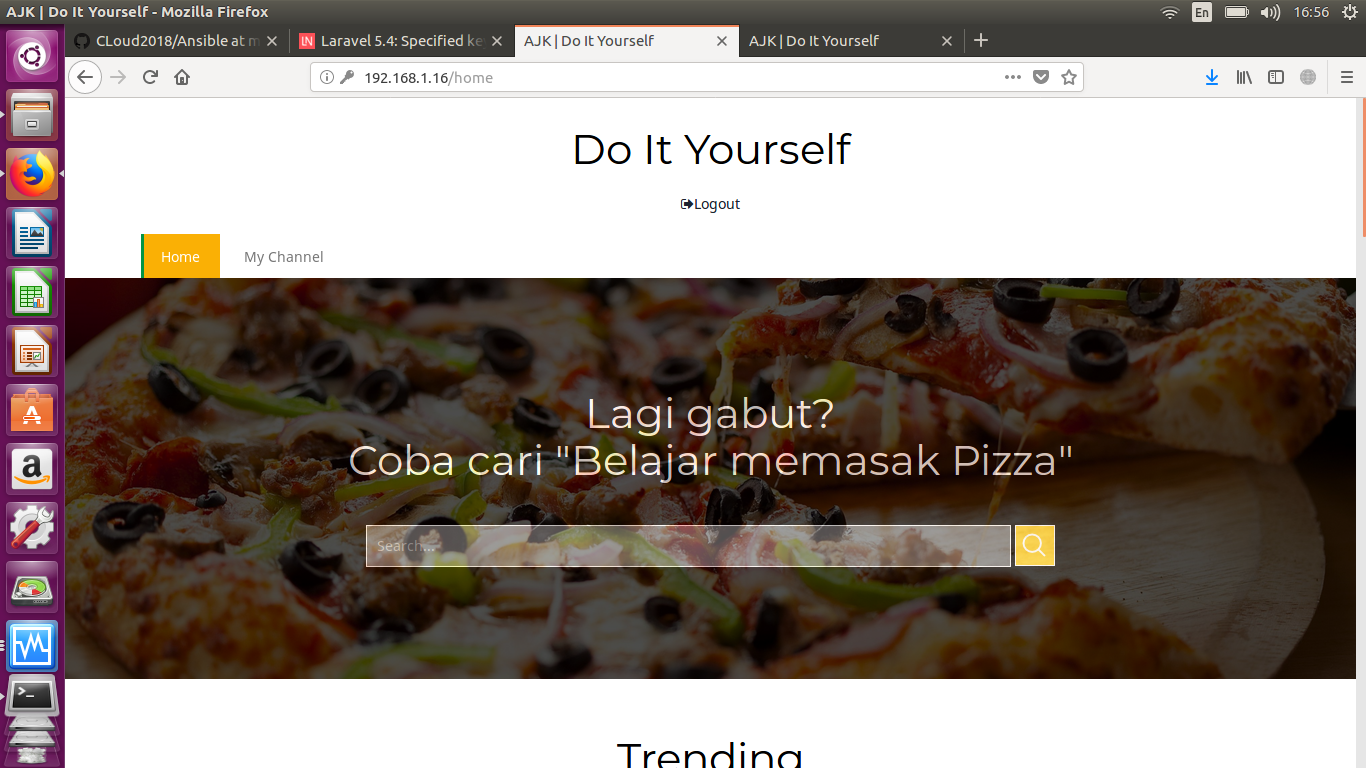 AJK | Do It Yourself - Mozilla Firefox
En
16:56
CLoud2018/Ansible at m
Laravel 5.4: Specified ke
AJK | Do It Yourself
AJK | Do It Yourself
192.168.1.16/home
Do It Yourself
Logout
Home
My Channel
Lagi gabut?
Coba cari "Belajar memasak Pizza"
Search...
Trending